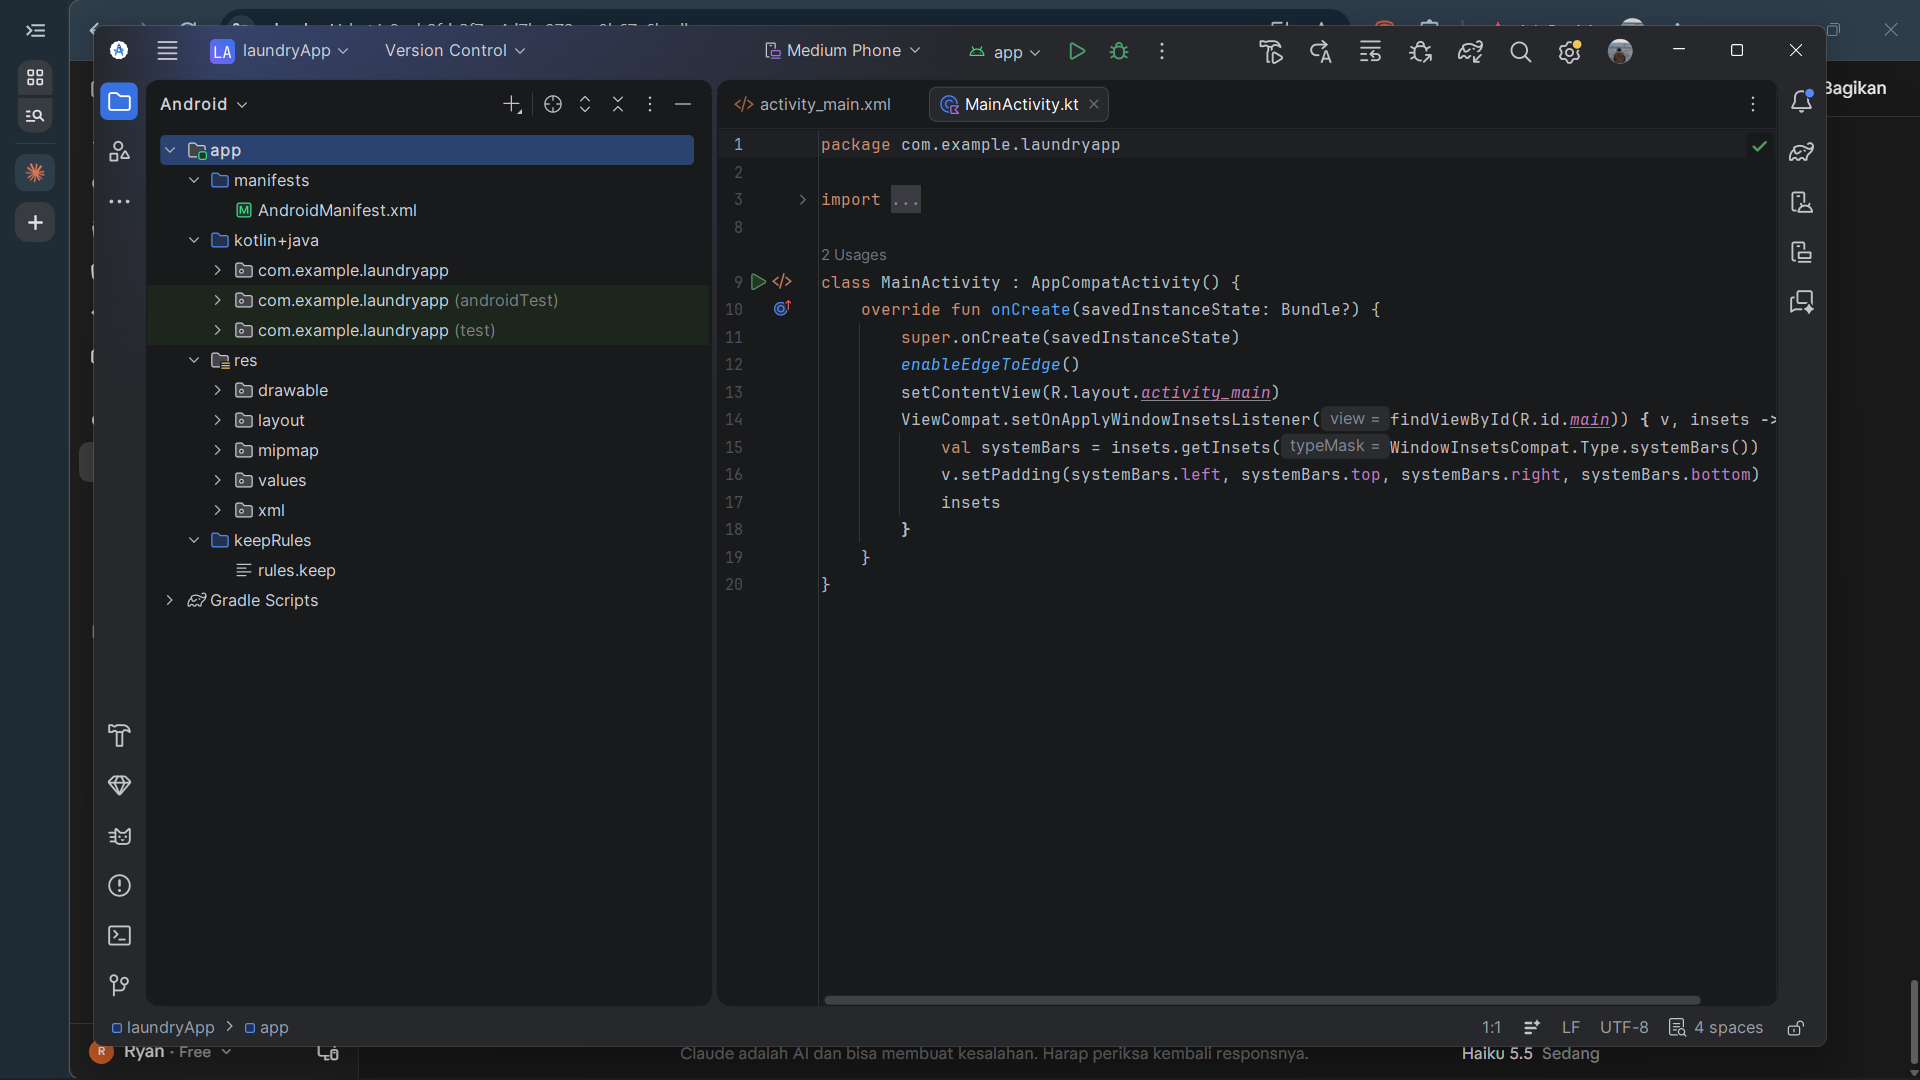 LA laundryApp
Version Control
Medium Phone
app
Bagikan
Android
app
manifests
AndroidManifest.xml
kotlin+java
com.example.laundryapp
com.example.laundryapp (androidTest)
com.example.laundryapp (test)
res
drawable
layout
mipmap
values
xml
keepRules
rules.keep
Gradle Scripts
activity_main.xml
MainActivity.kt
1 package com.example.laundryapp
2
3 import ...
8
2 Usages
9 class MainActivity : AppCompatActivity() {
10 override fun onCreate(savedInstanceState: Bundle?) {
11 super.onCreate(savedInstanceState)
12 enableEdgeToEdge()
13 setContentView(R.layout.activity_main)
14 ViewCompat.setOnApplyWindowInsetsListener( view = findViewById(R.id.main)) { v, insets ->
15 val systemBars = insets.getInsets( typeMask = WindowInsetsCompat.Type.systemBars())
16 v.setPadding(systemBars.left, systemBars.top, systemBars.right, systemBars.bottom)
17 insets
18 }
19 }
20 }
laundryApp > app
1:1
LF
UTF-8
4 spaces
R Ryan · Free
Claude adalah AI dan bisa membuat kesalahan. Harap periksa kembali responsnya.
Haiku 5.5 Sedang